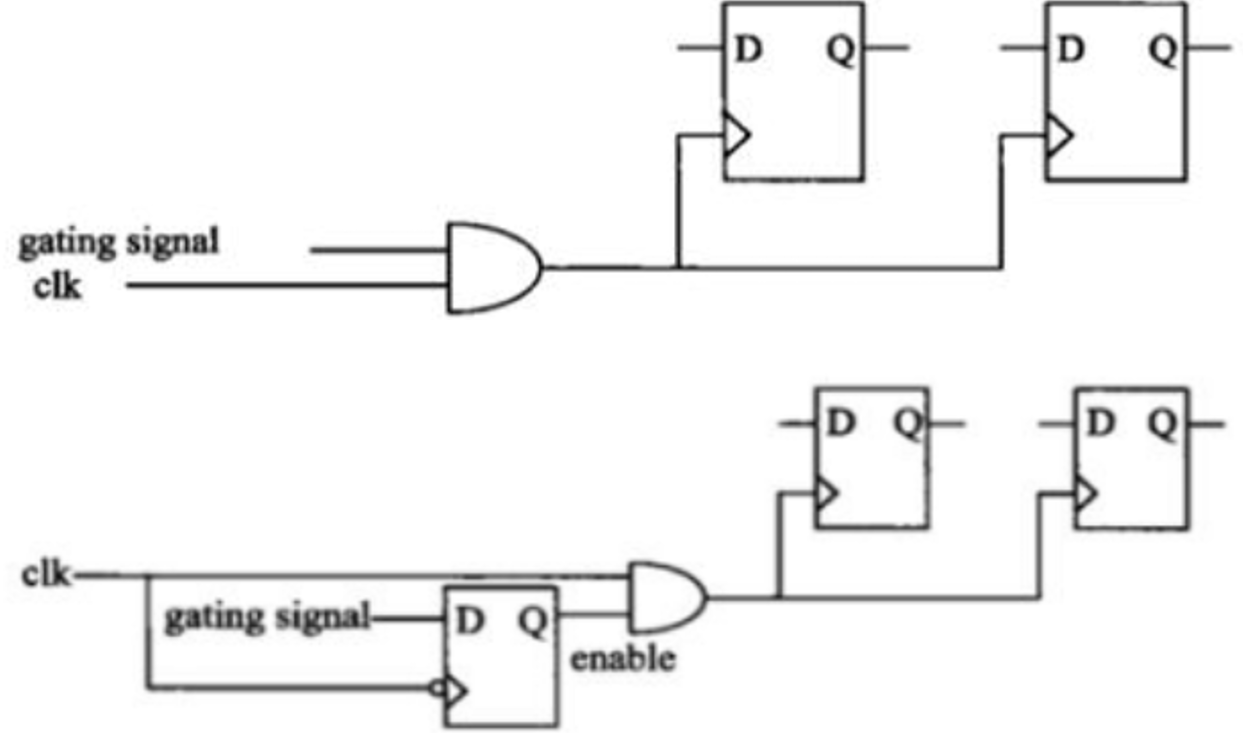 D Q D Q
gating signal
clk
D Q D Q
clk
gating signal D Q
enable